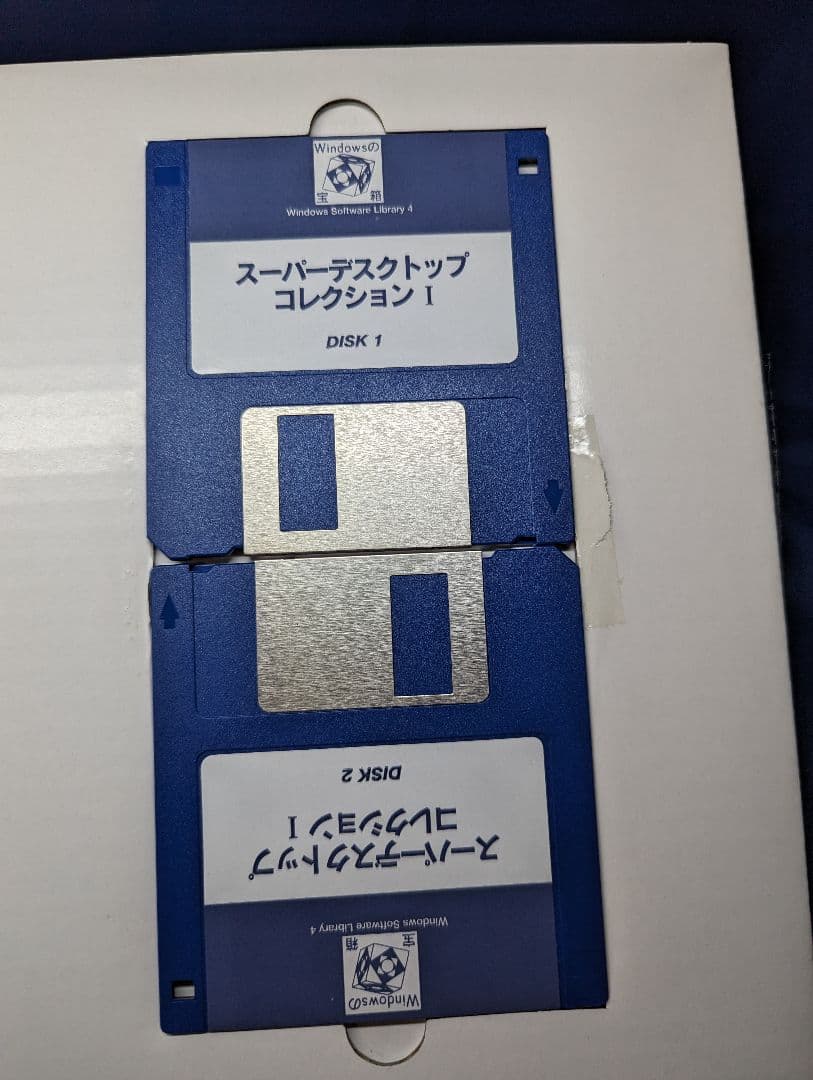 Windowsの
宝 箱
Windows Software Library 4
スーパーデスクトップ
コレクション I
DISK 1
Windowsの
宝 箱
Windows Software Library 4
スーパーデスクトップ
コレクション I
DISK 2